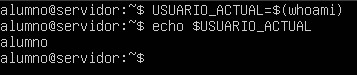 alumno@servidor:~$ USUARIO_ACTUAL=$(whoami)
alumno@servidor:~$ echo $USUARIO_ACTUAL
alumno
alumno@servidor:~$